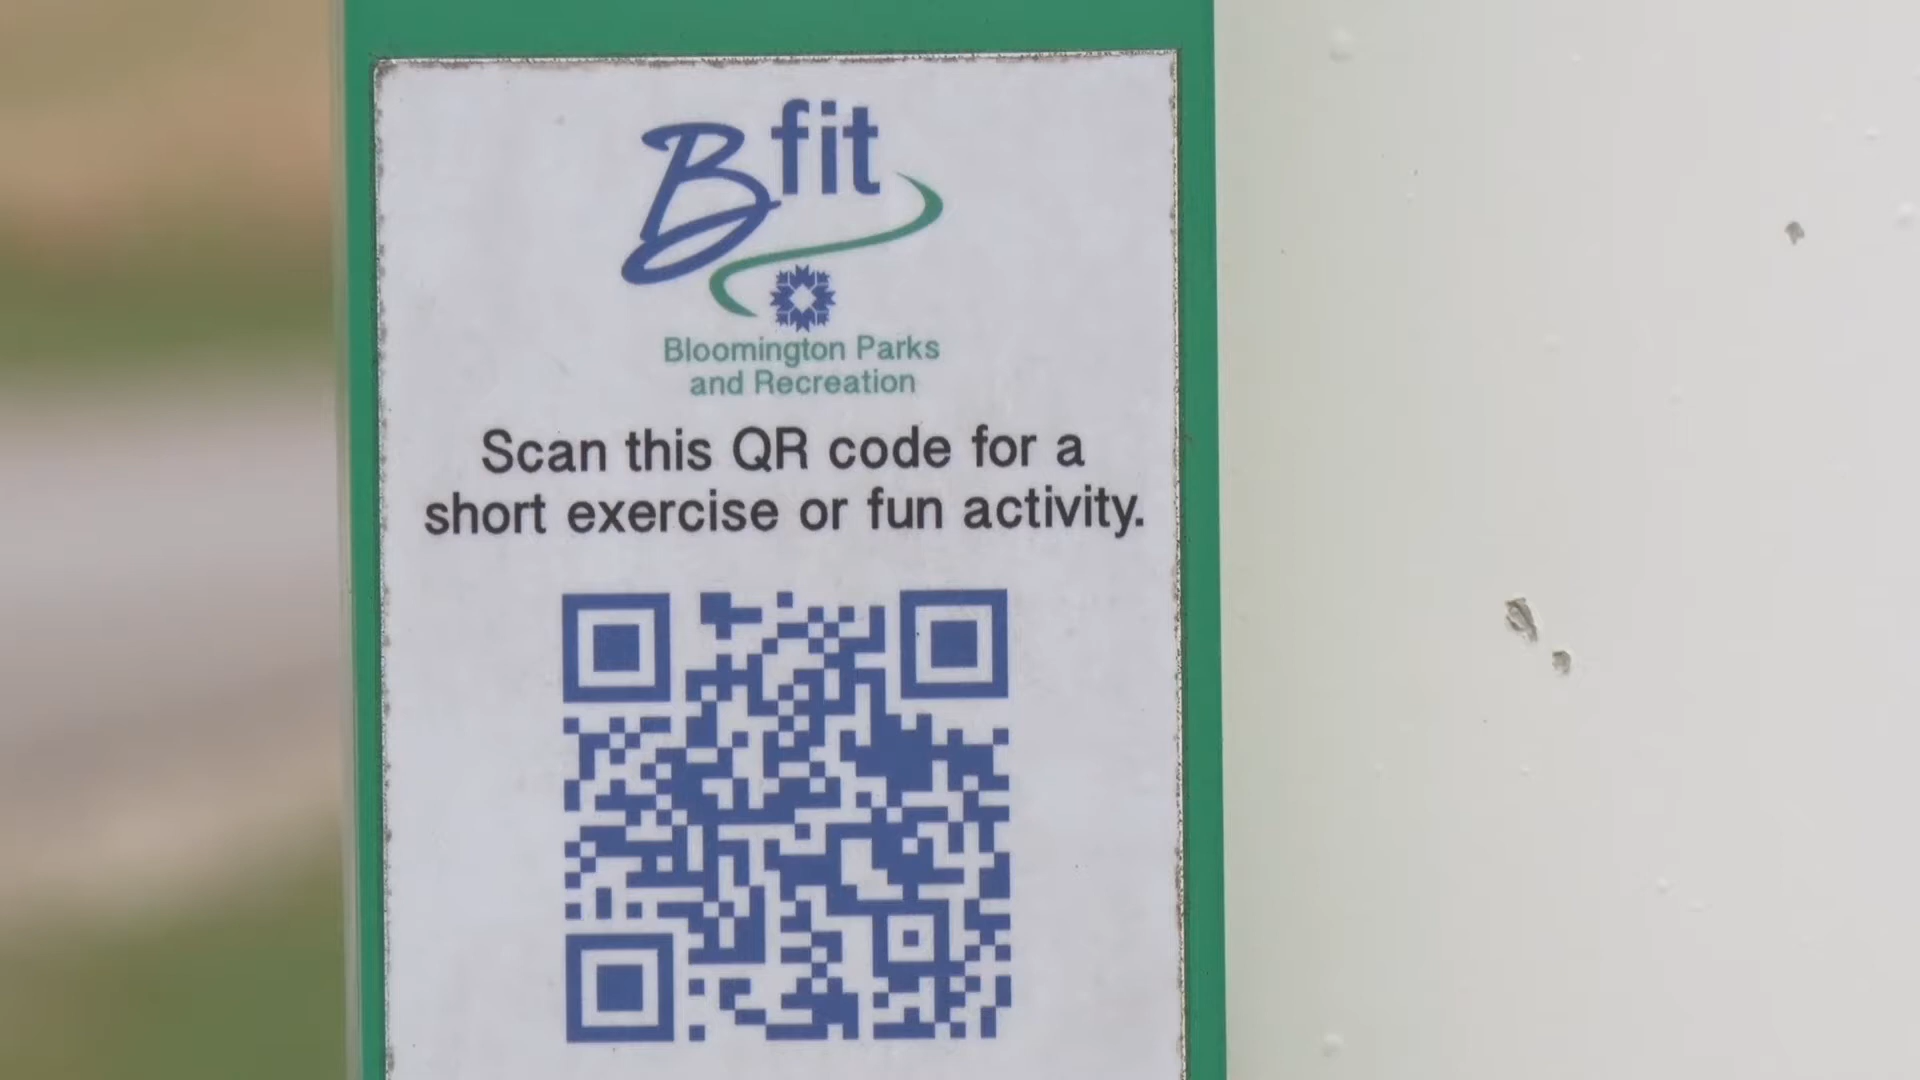 Bfit
Bloomington Parks
and Recreation
Scan this QR code for a
short exercise or fun activity.